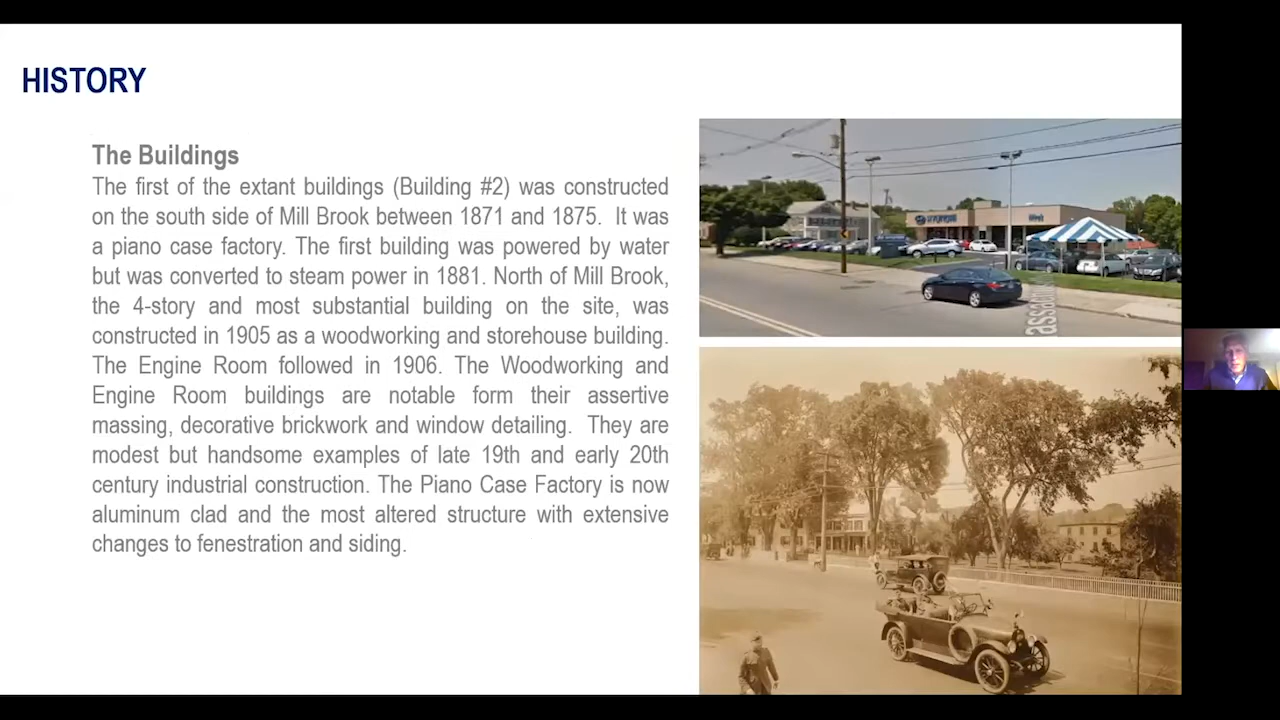 HISTORY
The Buildings
The first of the extant buildings (Building #2) was constructed
on the south side of Mill Brook between 1871 and 1875. It was
a piano case factory. The first building was powered by water
but was converted to steam power in 1881. North of Mill Brook,
the 4-story and most substantial building on the site, was
constructed in 1905 as a woodworking and storehouse building.
The Engine Room followed in 1906. The Woodworking and
Engine Room buildings are notable form their assertive
massing, decorative brickwork and window detailing. They are
modest but handsome examples of late 19th and early 20th
century industrial construction. The Piano Case Factory is now
aluminum clad and the most altered structure with extensive
changes to fenestration and siding.
HYUNDAI